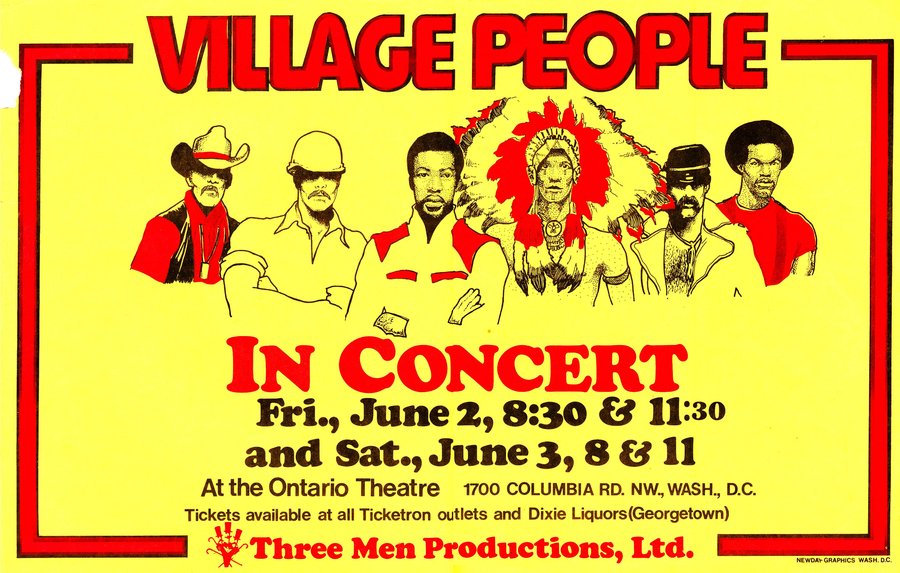 VILLAGE PEOPLE
IN CONCERT
Fri., June 2, 8:30 & 11:30
and Sat., June 3, 8 & 11
At the Ontario Theatre 1700 COLUMBIA RD. NW., WASH., D.C.
Tickets available at all Ticketron outlets and Dixie Liquors(Georgetown)
Three Men Productions, Ltd.
NEWDAY GRAPHICS WASH. D.C.